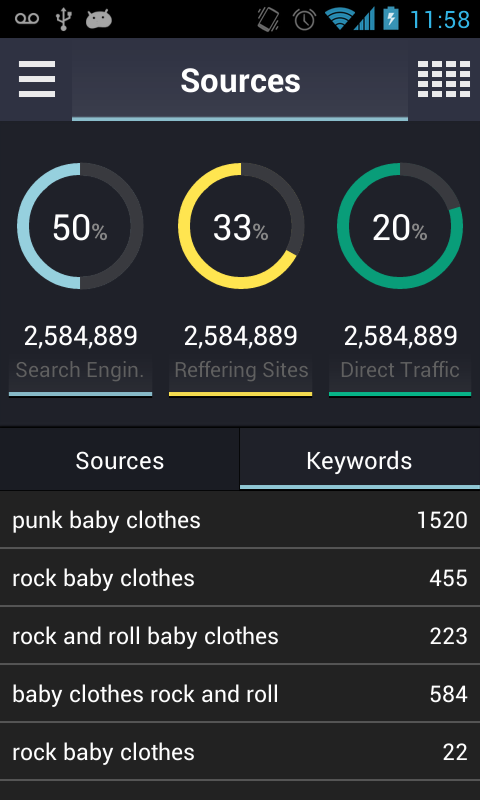 11:58
Sources
50% 33% 20%
2,584,889 2,584,889 2,584,889
Search Engin. Reffering Sites Direct Traffic
Sources Keywords
punk baby clothes 1520
rock baby clothes 455
rock and roll baby clothes 223
baby clothes rock and roll 584
rock baby clothes 22